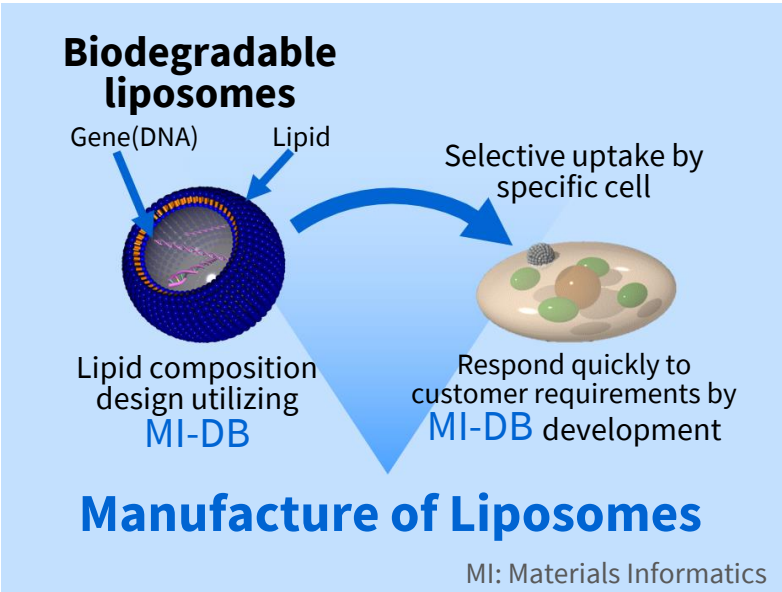 Biodegradable
liposomes
Gene(DNA)
Lipid
Selective uptake by
specific cell
Lipid composition
design utilizing
MI-DB
Respond quickly to
customer requirements by
MI-DB development
Manufacture of Liposomes
MI: Materials Informatics